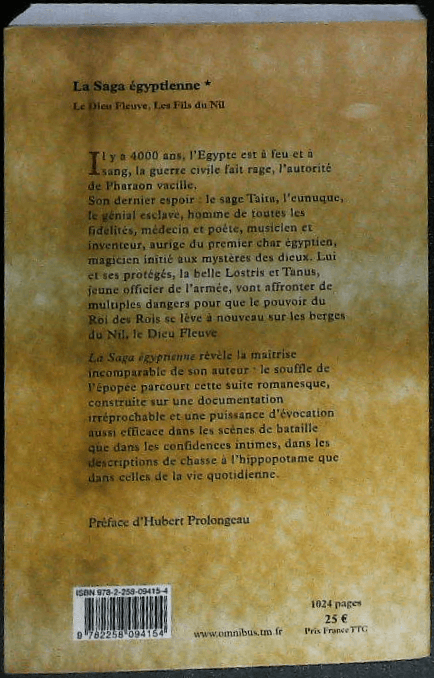 La Saga égyptienne *
Le Dieu Fleuve, Les Fils du Nil
Il y a 4000 ans, l'Egypte est à feu et à
sang, la guerre civile fait rage, l'autorité
de Pharaon vacille.
Son dernier espoir : le sage Taita, l'eunuque,
le génial esclave, homme de toutes les
fidélités, médecin et poète, musicien et
inventeur, aurige du premier char égyptien,
magicien initié aux mystères des dieux. Lui
et ses protégés, la belle Lostris et Tanus,
jeune officier de l'armée, vont affronter de
multiples dangers pour que le pouvoir du
Roi des Rois se lève à nouveau sur les berges
du Nil, le Dieu Fleuve
La Saga égyptienne révèle la maîtrise
incomparable de son auteur : le souffle de
l'épopée parcourt cette suite romanesque,
construite sur une documentation
irréprochable et une puissance d'évocation
aussi efficace dans les scènes de bataille
que dans les confidences intimes, dans les
descriptions de chasse à l'hippopotame que
dans celles de la vie quotidienne.
Préface d'Hubert Prolongeau
ISBN 978-2-258-09415-4
9 782258 094154
www.omnibus.tm.fr
1024 pages
25 €
Prix France TTC